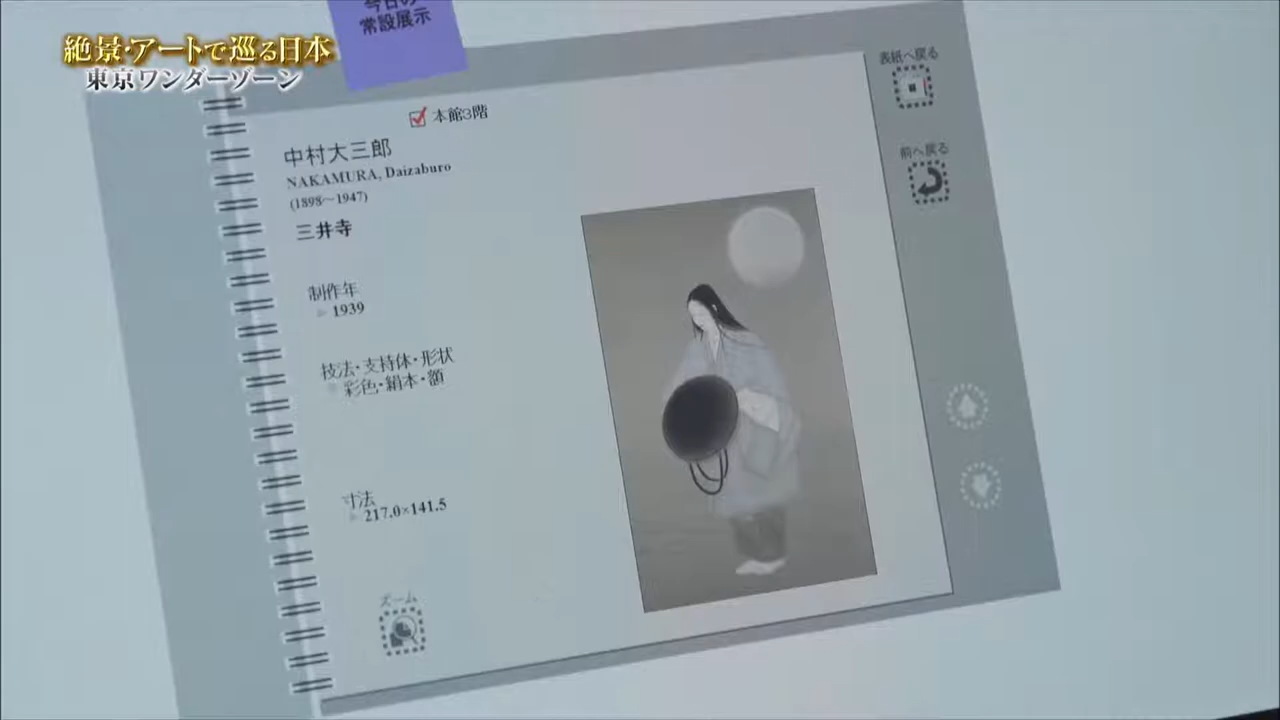 絶景・アートで巡る日本
東京ワンダーゾーン
今日の
常設展示
本館3階
中村大三郎
NAKAMURA, Daizaburo
(1898～1947)
三井寺
制作年
1939
技法・支持体・形状
彩色・絹本・額
寸法
217.0×141.5
ズーム
表紙へ戻る
前へ戻る